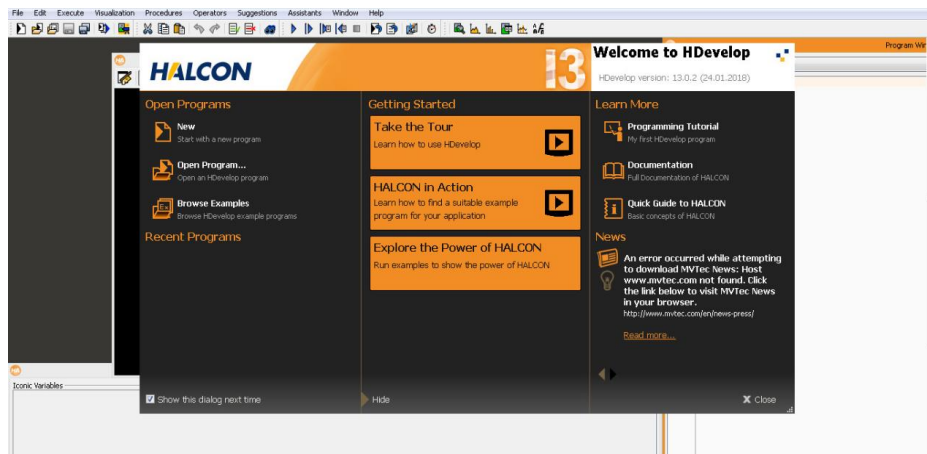 File Edit Execute Visualization Procedures Operators Suggestions Assistants Window Help
Program Wir
HALCON
13
Welcome to HDevelop
HDevelop version: 13.0.2 (24.01.2018)
Open Programs
New
Start with a new program
Open Program...
Open an HDevelop program
Browse Examples
Browse HDevelop example programs
Recent Programs
Getting Started
Take the Tour
Learn how to use HDevelop
HALCON in Action
Learn how to find a suitable example
program for your application
Explore the Power of HALCON
Run examples to show the power of HALCON
Learn More
Programming Tutorial
My first HDevelop program
Documentation
Full Documentation of HALCON
Quick Guide to HALCON
Basic concepts of HALCON
News
An error occurred while attempting
to download MVTec News: Host
www.mvtec.com not found. Click
the link below to visit MVTec News
in your browser.
http://www.mvtec.com/en/news-press/
Read more...
Iconic Variables
Show this dialog next time
Hide
X Close